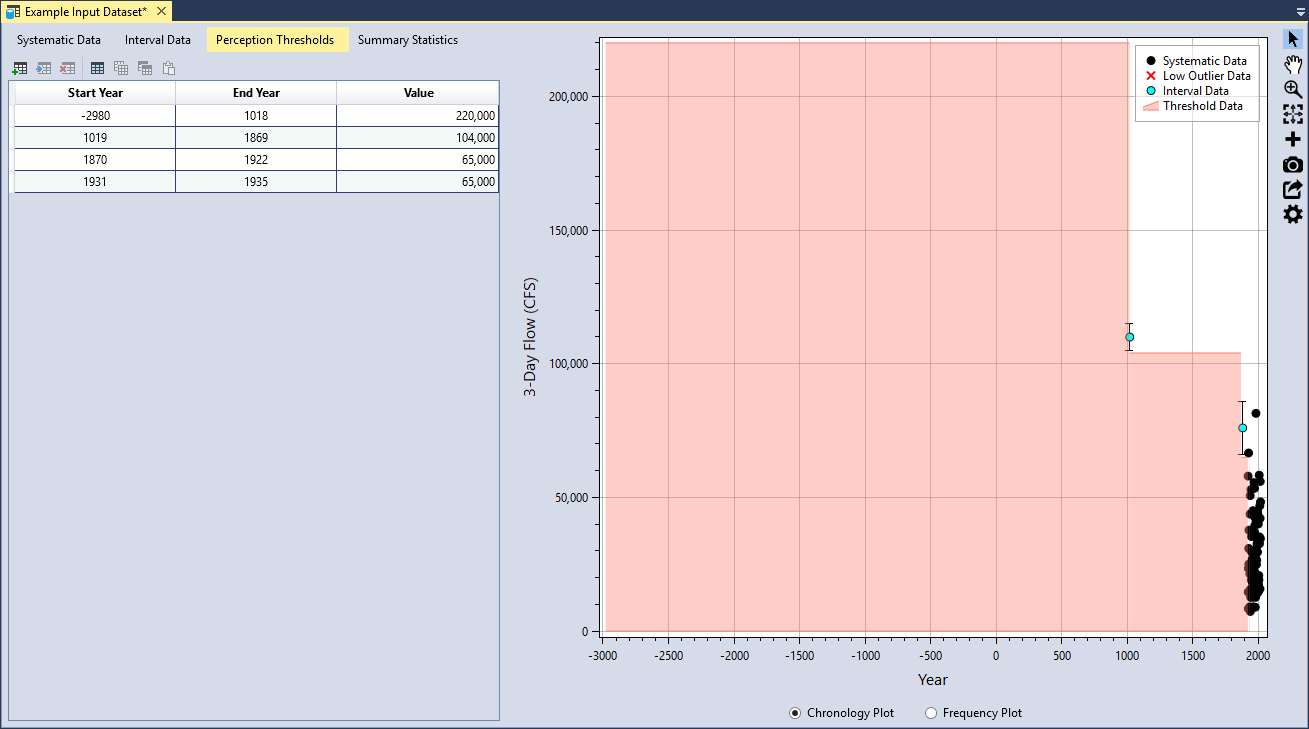 Example Input Dataset*
Systematic Data Interval Data Perception Thresholds Summary Statistics
Start Year End Year Value
-2980 1018 220,000
1019 1869 104,000
1870 1922 65,000
1931 1935 65,000
Systematic Data
Low Outlier Data
Interval Data
Threshold Data
200,000
150,000
100,000
50,000
0
3-Day Flow (CFS)
-3000 -2500 -2000 -1500 -1000 -500 0 500 1000 1500 2000
Year
Chronology Plot Frequency Plot